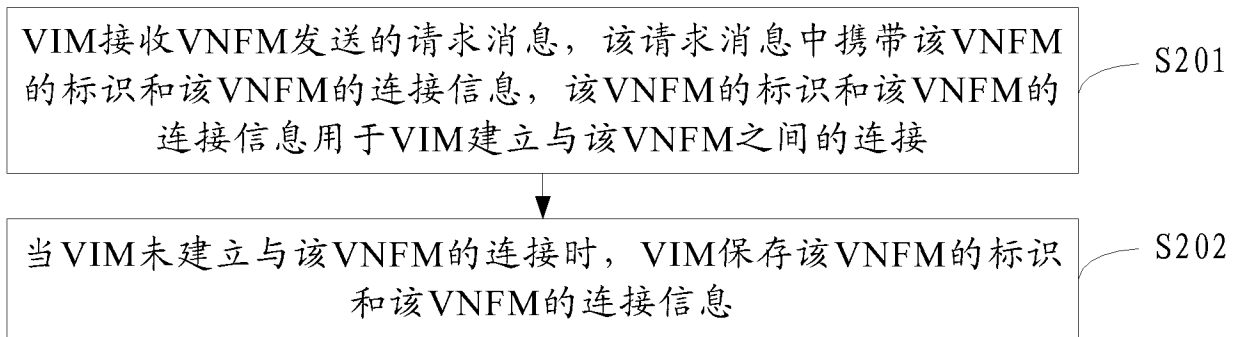 VIM接收VNFM发送的请求消息，该请求消息中携带该VNFM
的标识和该VNFM的连接信息，该VNFM的标识和该VNFM的
连接信息用于VIM建立与该VNFM之间的连接
S201
当VIM未建立与该VNFM的连接时，VIM保存该VNFM的标识
和该VNFM的连接信息
S202